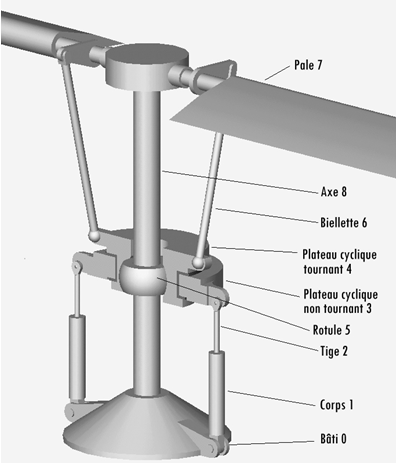 Pale 7
Axe 8
Biellette 6
Plateau cyclique
tournant 4
Plateau cyclique
non tournant 3
Rotule 5
Tige 2
Corps 1
Bâti 0